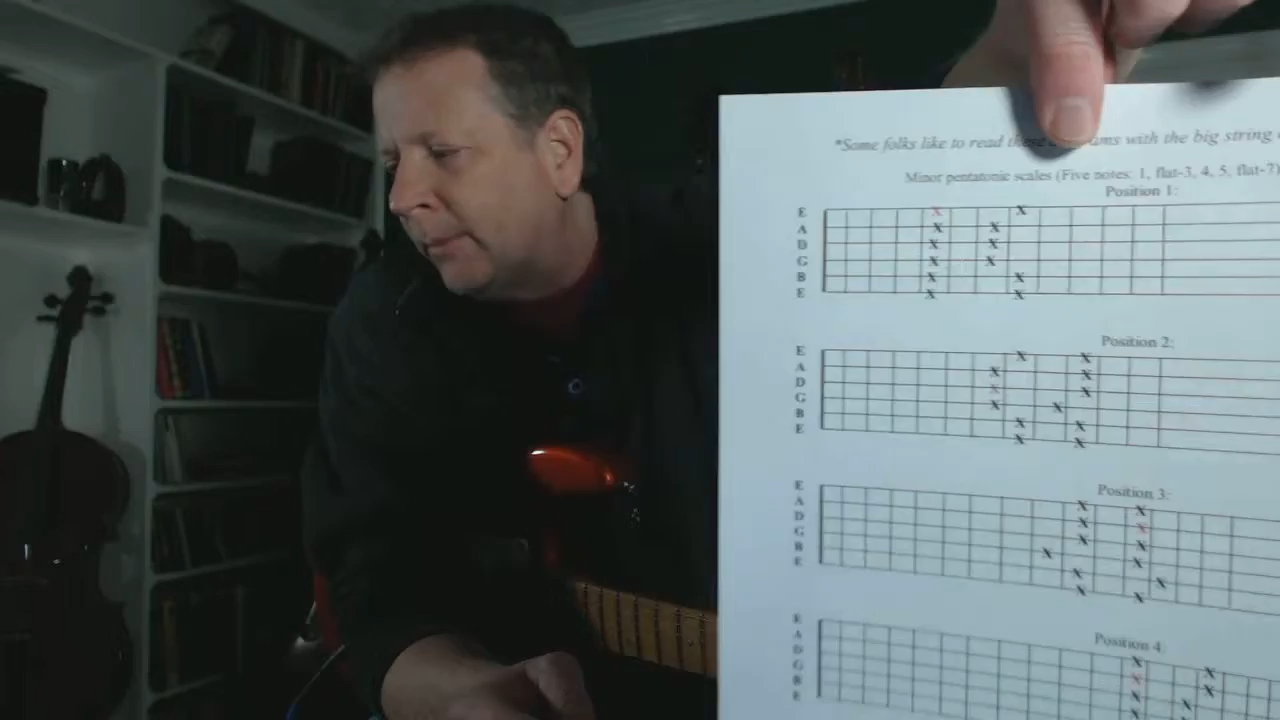 *Some folks like to read these with the big string
Minor pentatonic scales (Five notes: 1, flat-3, 4, 5, flat-7)
Position 1:
E
A
D
G
B
E
Position 2:
E
A
D
G
B
E
Position 3:
E
A
D
G
B
E
Position 4
E
A
D
G
B
E